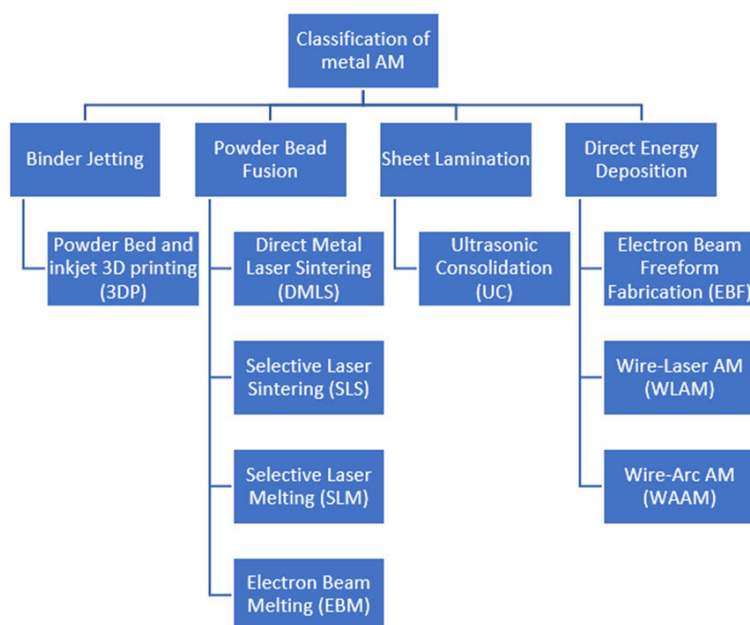 Classification of
metal AM
Binder Jetting
Powder Bead
Fusion
Sheet Lamination
Direct Energy
Deposition
Powder Bed and
inkjet 3D printing
(3DP)
Direct Metal
Laser Sintering
(DMLS)
Ultrasonic
Consolidation
(UC)
Electron Beam
Freeform
Fabrication (EBF)
Selective Laser
Sintering (SLS)
Wire-Laser AM
(WLAM)
Selective Laser
Melting (SLM)
Wire-Arc AM
(WAAM)
Electron Beam
Melting (EBM)